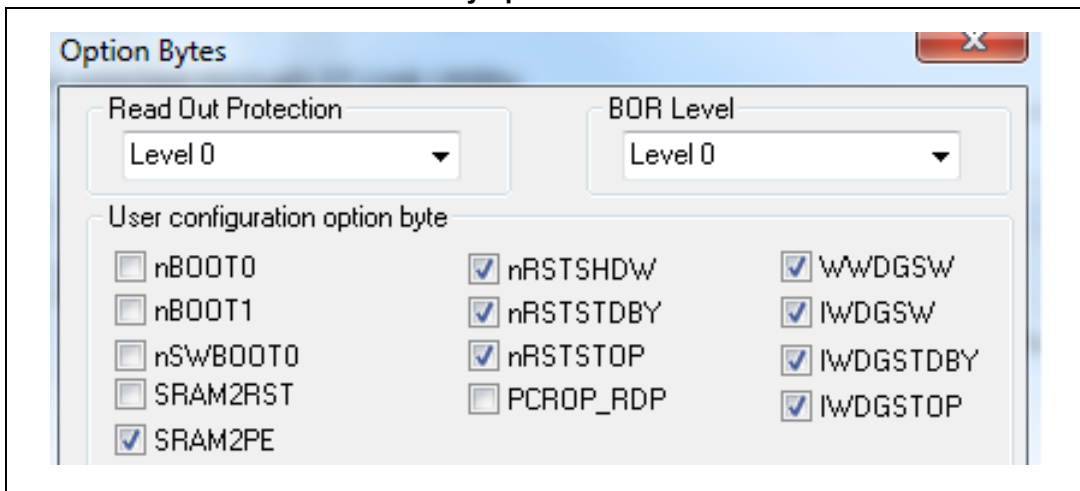 Option Bytes
Read Out Protection
BOR Level
Level 0
Level 0
User configuration option byte
nBOOT0
nRSTSHDW
WWDGSW
nBOOT1
nRSTSTDBY
IWDGSW
nSWBOOT0
nRSTSTOP
IWDGSTDBY
SRAM2RST
PCROP_RDP
IWDGSTOP
SRAM2PE